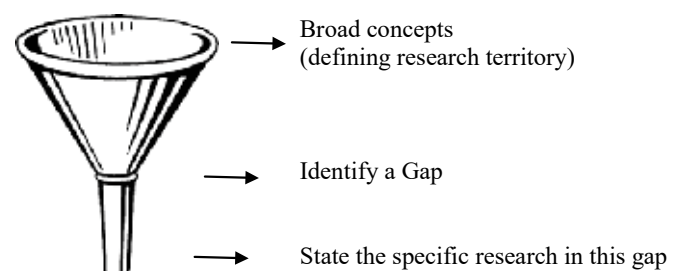 Broad concepts
(defining research territory)
Identify a Gap
State the specific research in this gap